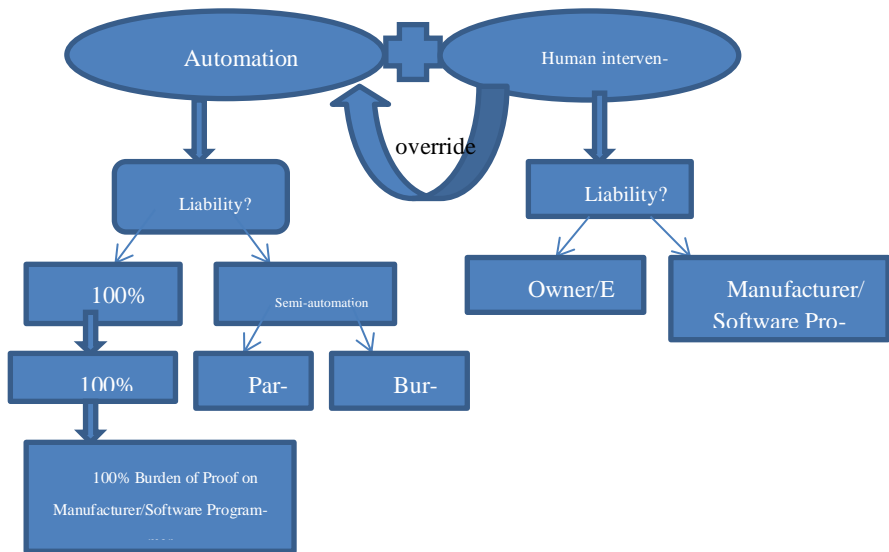 Automation
Human interven-
override
Liability?
Liability?
100%
Semi-automation
Owner/E
Manufacturer/
Software Pro-
100%
Par-
Bur-
100% Burden of Proof on
Manufacturer/Software Program-